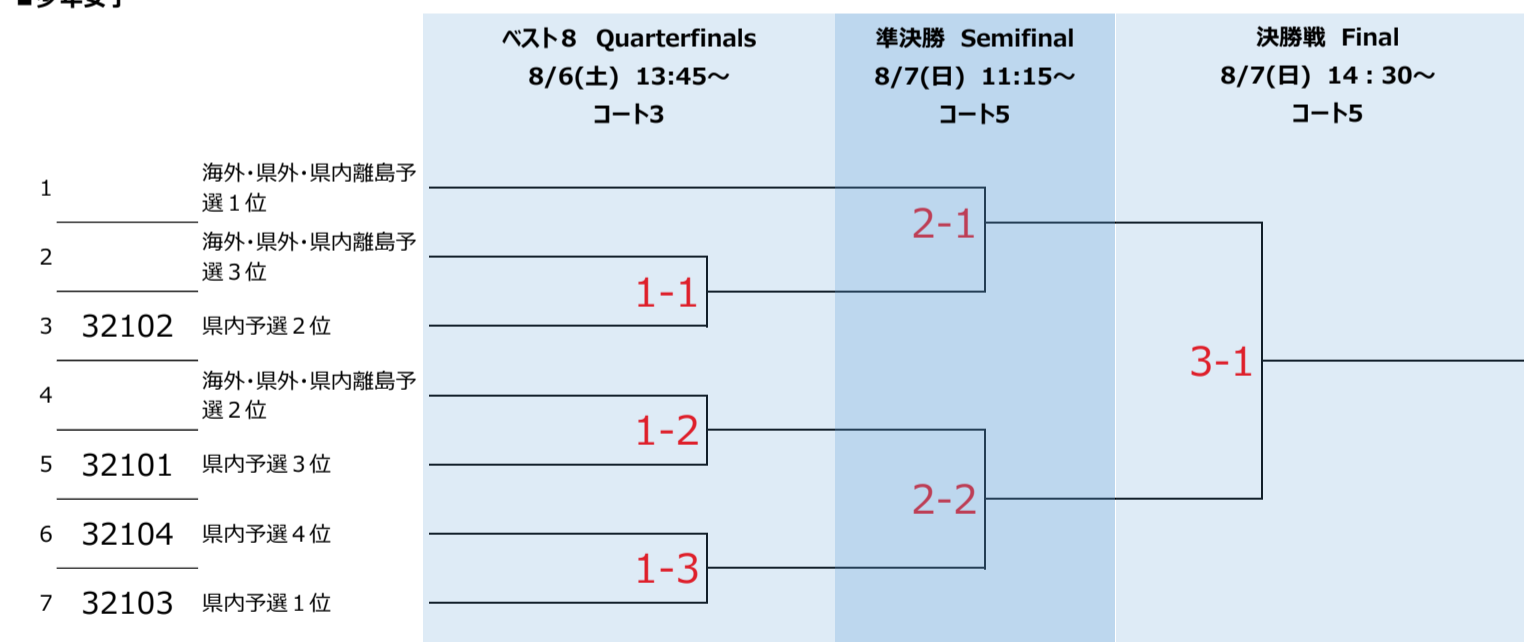 ■少年女子
ベスト8 Quarterfinals
8/6(土) 13:45~
コート3
準決勝 Semifinal
8/7(日) 11:15~
コート5
決勝戦 Final
8/7(日) 14：30~
コート5
1 海外・県外・県内離島予
選１位
2 海外・県外・県内離島予
選３位
3 32102 県内予選２位
4 海外・県外・県内離島予
選２位
5 32101 県内予選３位
6 32104 県内予選４位
7 32103 県内予選１位
1-1
1-2
1-3
2-1
2-2
3-1